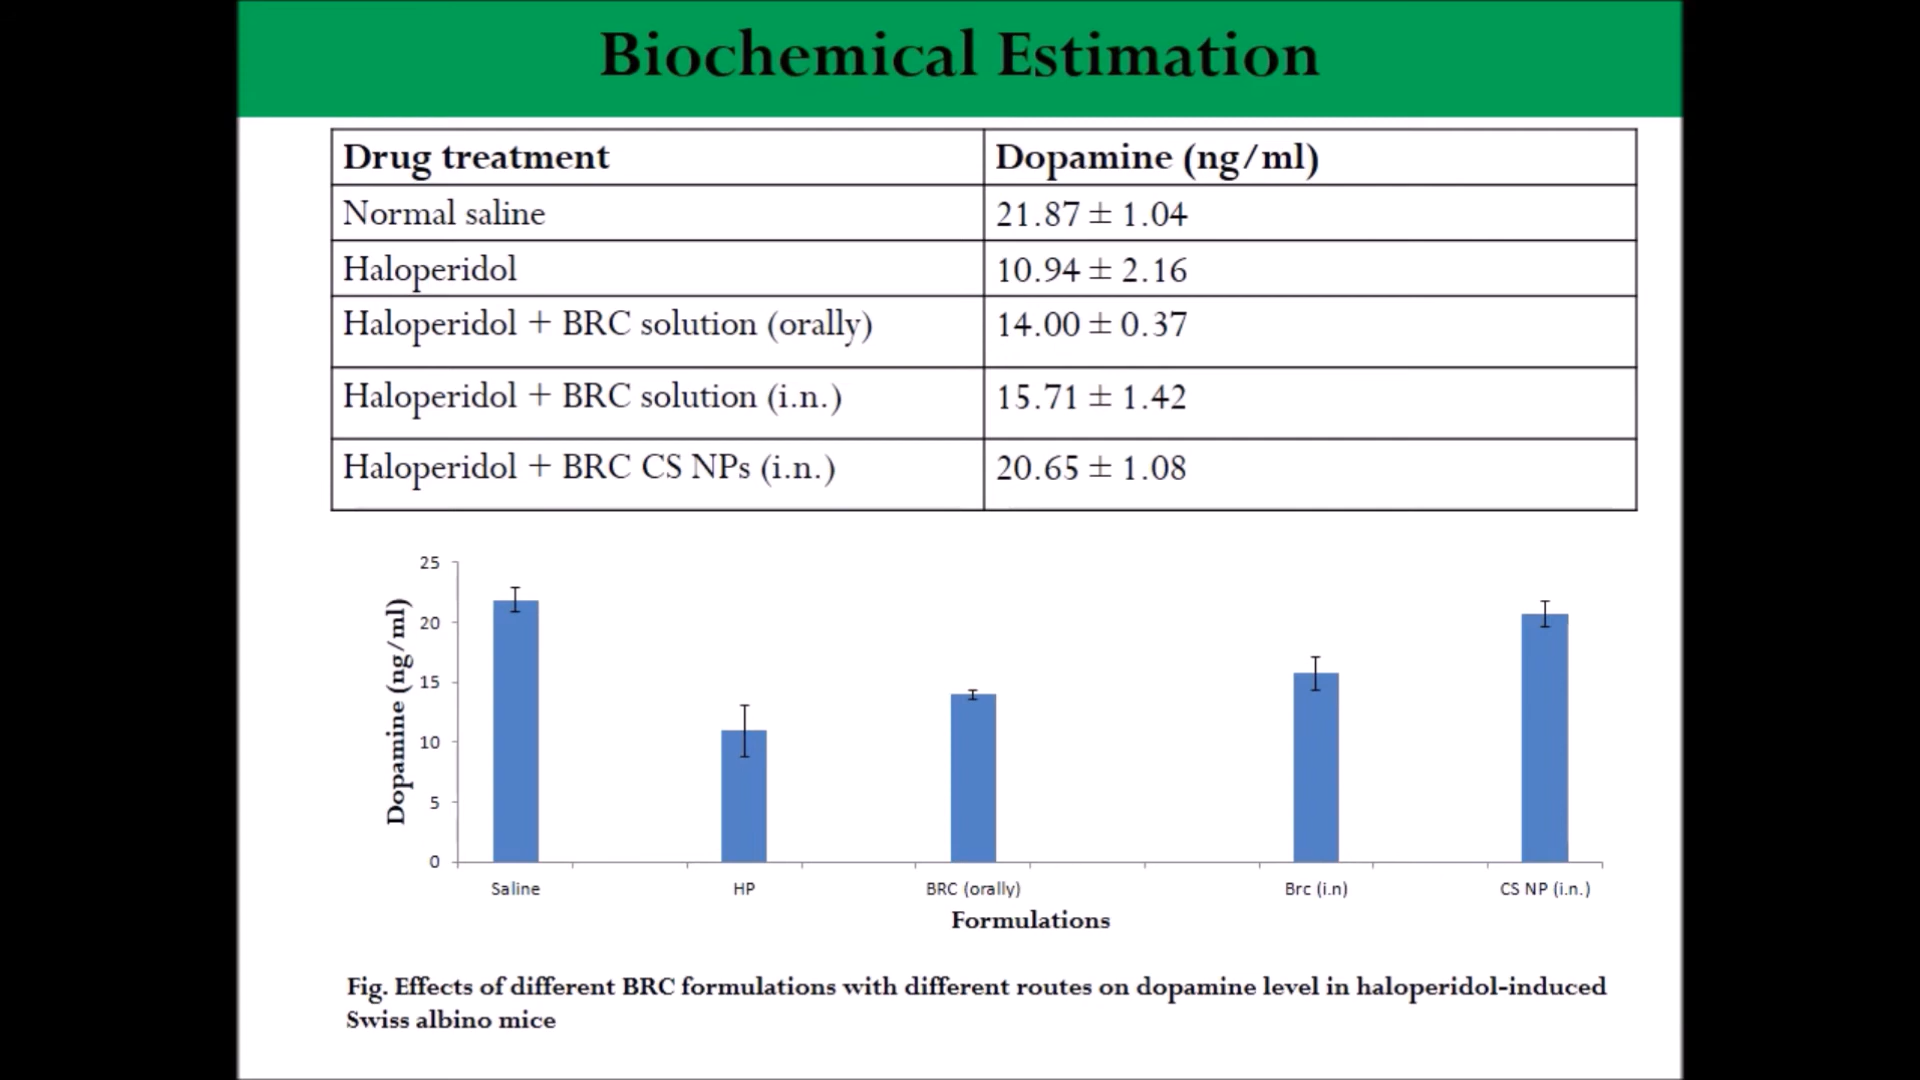 Biochemical Estimation
Drug treatment Dopamine (ng/ml)
Normal saline 21.87 ± 1.04
Haloperidol 10.94 ± 2.16
Haloperidol + BRC solution (orally) 14.00 ± 0.37
Haloperidol + BRC solution (i.n.) 15.71 ± 1.42
Haloperidol + BRC CS NPs (i.n.) 20.65 ± 1.08
Dopamine (ng/ml)
25
20
15
10
5
0
Saline HP BRC (orally) Brc (i.n) CS NP (i.n.)
Formulations
Fig. Effects of different BRC formulations with different routes on dopamine level in haloperidol-induced
Swiss albino mice